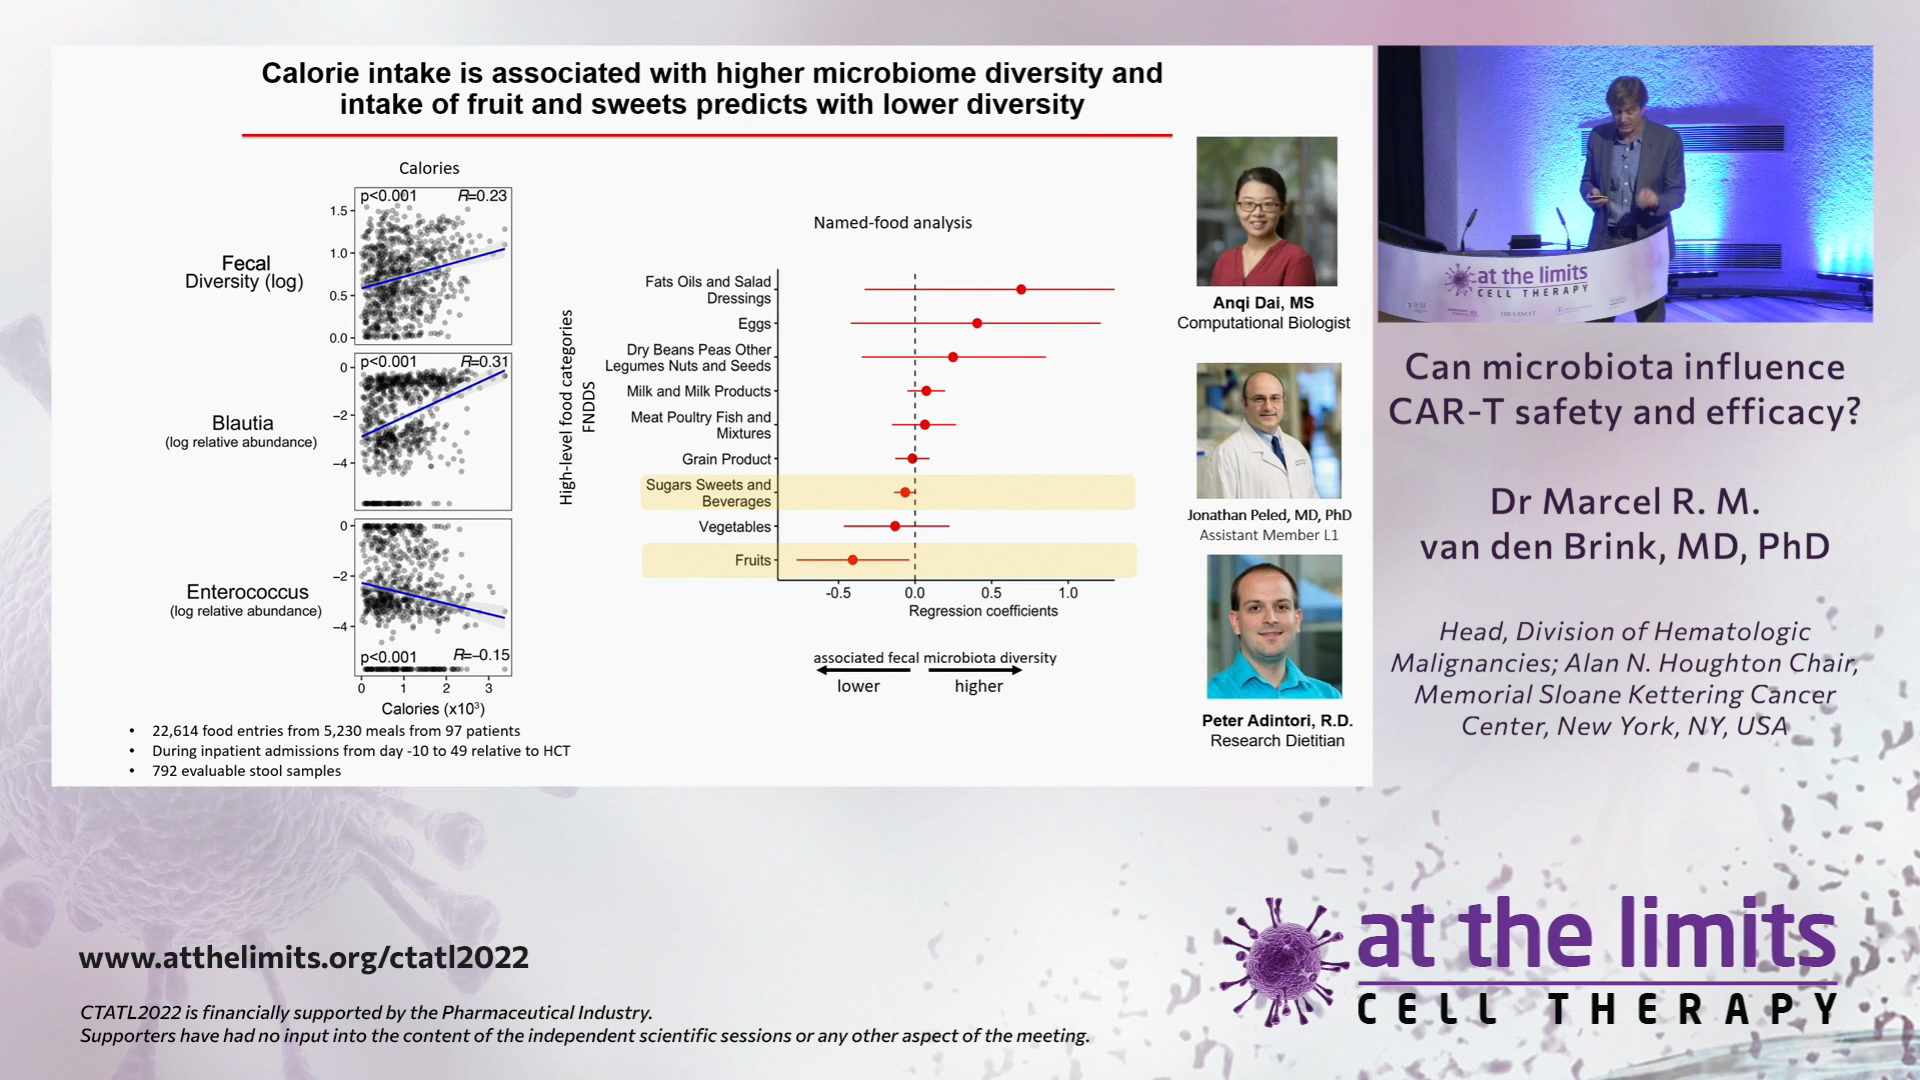 Calorie intake is associated with higher microbiome diversity and
intake of fruit and sweets predicts with lower diversity
Calories
p<0.001 R=0.23
1.5
1.0
0.5
0.0
Fecal
Diversity (log)
p<0.001 R=0.31
0
−2
−4
Blautia
(log relative abundance)
0
−2
−4
Enterococcus
(log relative abundance)
p<0.001 R=−0.15
0 1 2 3
Calories (x10³)
• 22,614 food entries from 5,230 meals from 97 patients
• During inpatient admissions from day -10 to 49 relative to HCT
• 792 evaluable stool samples
Named-food analysis
High-level food categories
FNDDS
Fats Oils and Salad
Dressings
Eggs
Dry Beans Peas Other
Legumes Nuts and Seeds
Milk and Milk Products
Meat Poultry Fish and
Mixtures
Grain Product
Sugars Sweets and
Beverages
Vegetables
Fruits
-0.5 0.0 0.5 1.0
Regression coefficients
associated fecal microbiota diversity
lower higher
Anqi Dai, MS
Computational Biologist
Jonathan Peled, MD, PhD
Assistant Member L1
Peter Adintori, R.D.
Research Dietitian
at the limits
CELL THERAPY
THE LANCET
Can microbiota influence
CAR-T safety and efficacy?
Dr Marcel R. M.
van den Brink, MD, PhD
Head, Division of Hematologic
Malignancies; Alan N. Houghton Chair,
Memorial Sloane Kettering Cancer
Center, New York, NY, USA
www.atthelimits.org/ctatl2022
CTATL2022 is financially supported by the Pharmaceutical Industry.
Supporters have had no input into the content of the independent scientific sessions or any other aspect of the meeting.
at the limits
CELL THERAPY